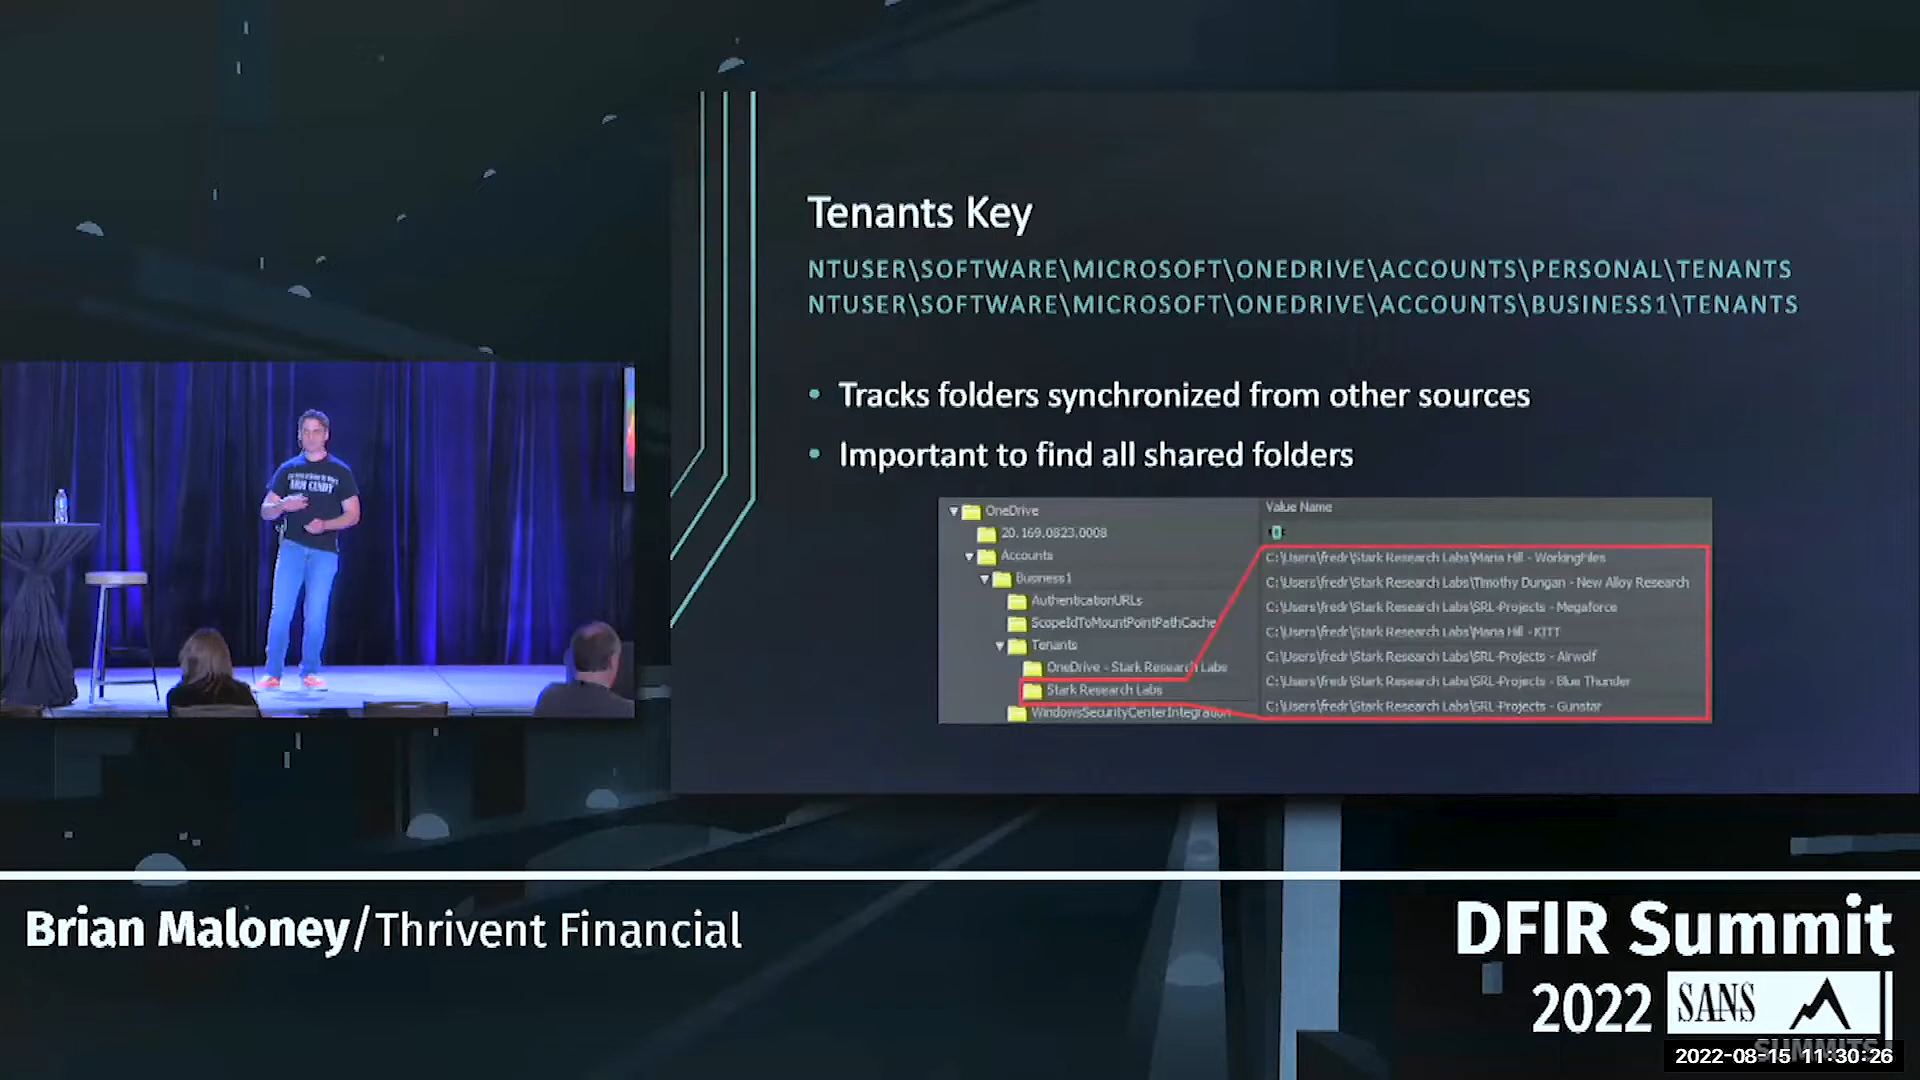 Tenants Key
NTUSER\SOFTWARE\MICROSOFT\ONEDRIVE\ACCOUNTS\PERSONAL\TENANTS
NTUSER\SOFTWARE\MICROSOFT\ONEDRIVE\ACCOUNTS\BUSINESS1\TENANTS
• Tracks folders synchronized from other sources
• Important to find all shared folders
OneDrive
20.169.0823.0008
Accounts
Business1
AuthenticationURLs
ScopeIdToMountPointPathCache
Tenants
OneDrive - Stark Research Labs
Stark Research Labs
WindowsSecurityCenterIntegration
Value Name
C:\Users\fredr\Stark Research Labs\Maria Hill - WorkingFiles
C:\Users\fredr\Stark Research Labs\Timothy Dungan - New Alloy Research
C:\Users\fredr\Stark Research Labs\SRL-Projects - Megaforce
C:\Users\fredr\Stark Research Labs\Maria Hill - KITT
C:\Users\fredr\Stark Research Labs\SRL-Projects - Airwolf
C:\Users\fredr\Stark Research Labs\SRL-Projects - Blue Thunder
C:\Users\fredr\Stark Research Labs\SRL-Projects - Gunstar
ARM CINDY
Brian Maloney/Thrivent Financial
DFIR Summit
2022 SANS
SUMMITS
2022-08-15 11:30:26